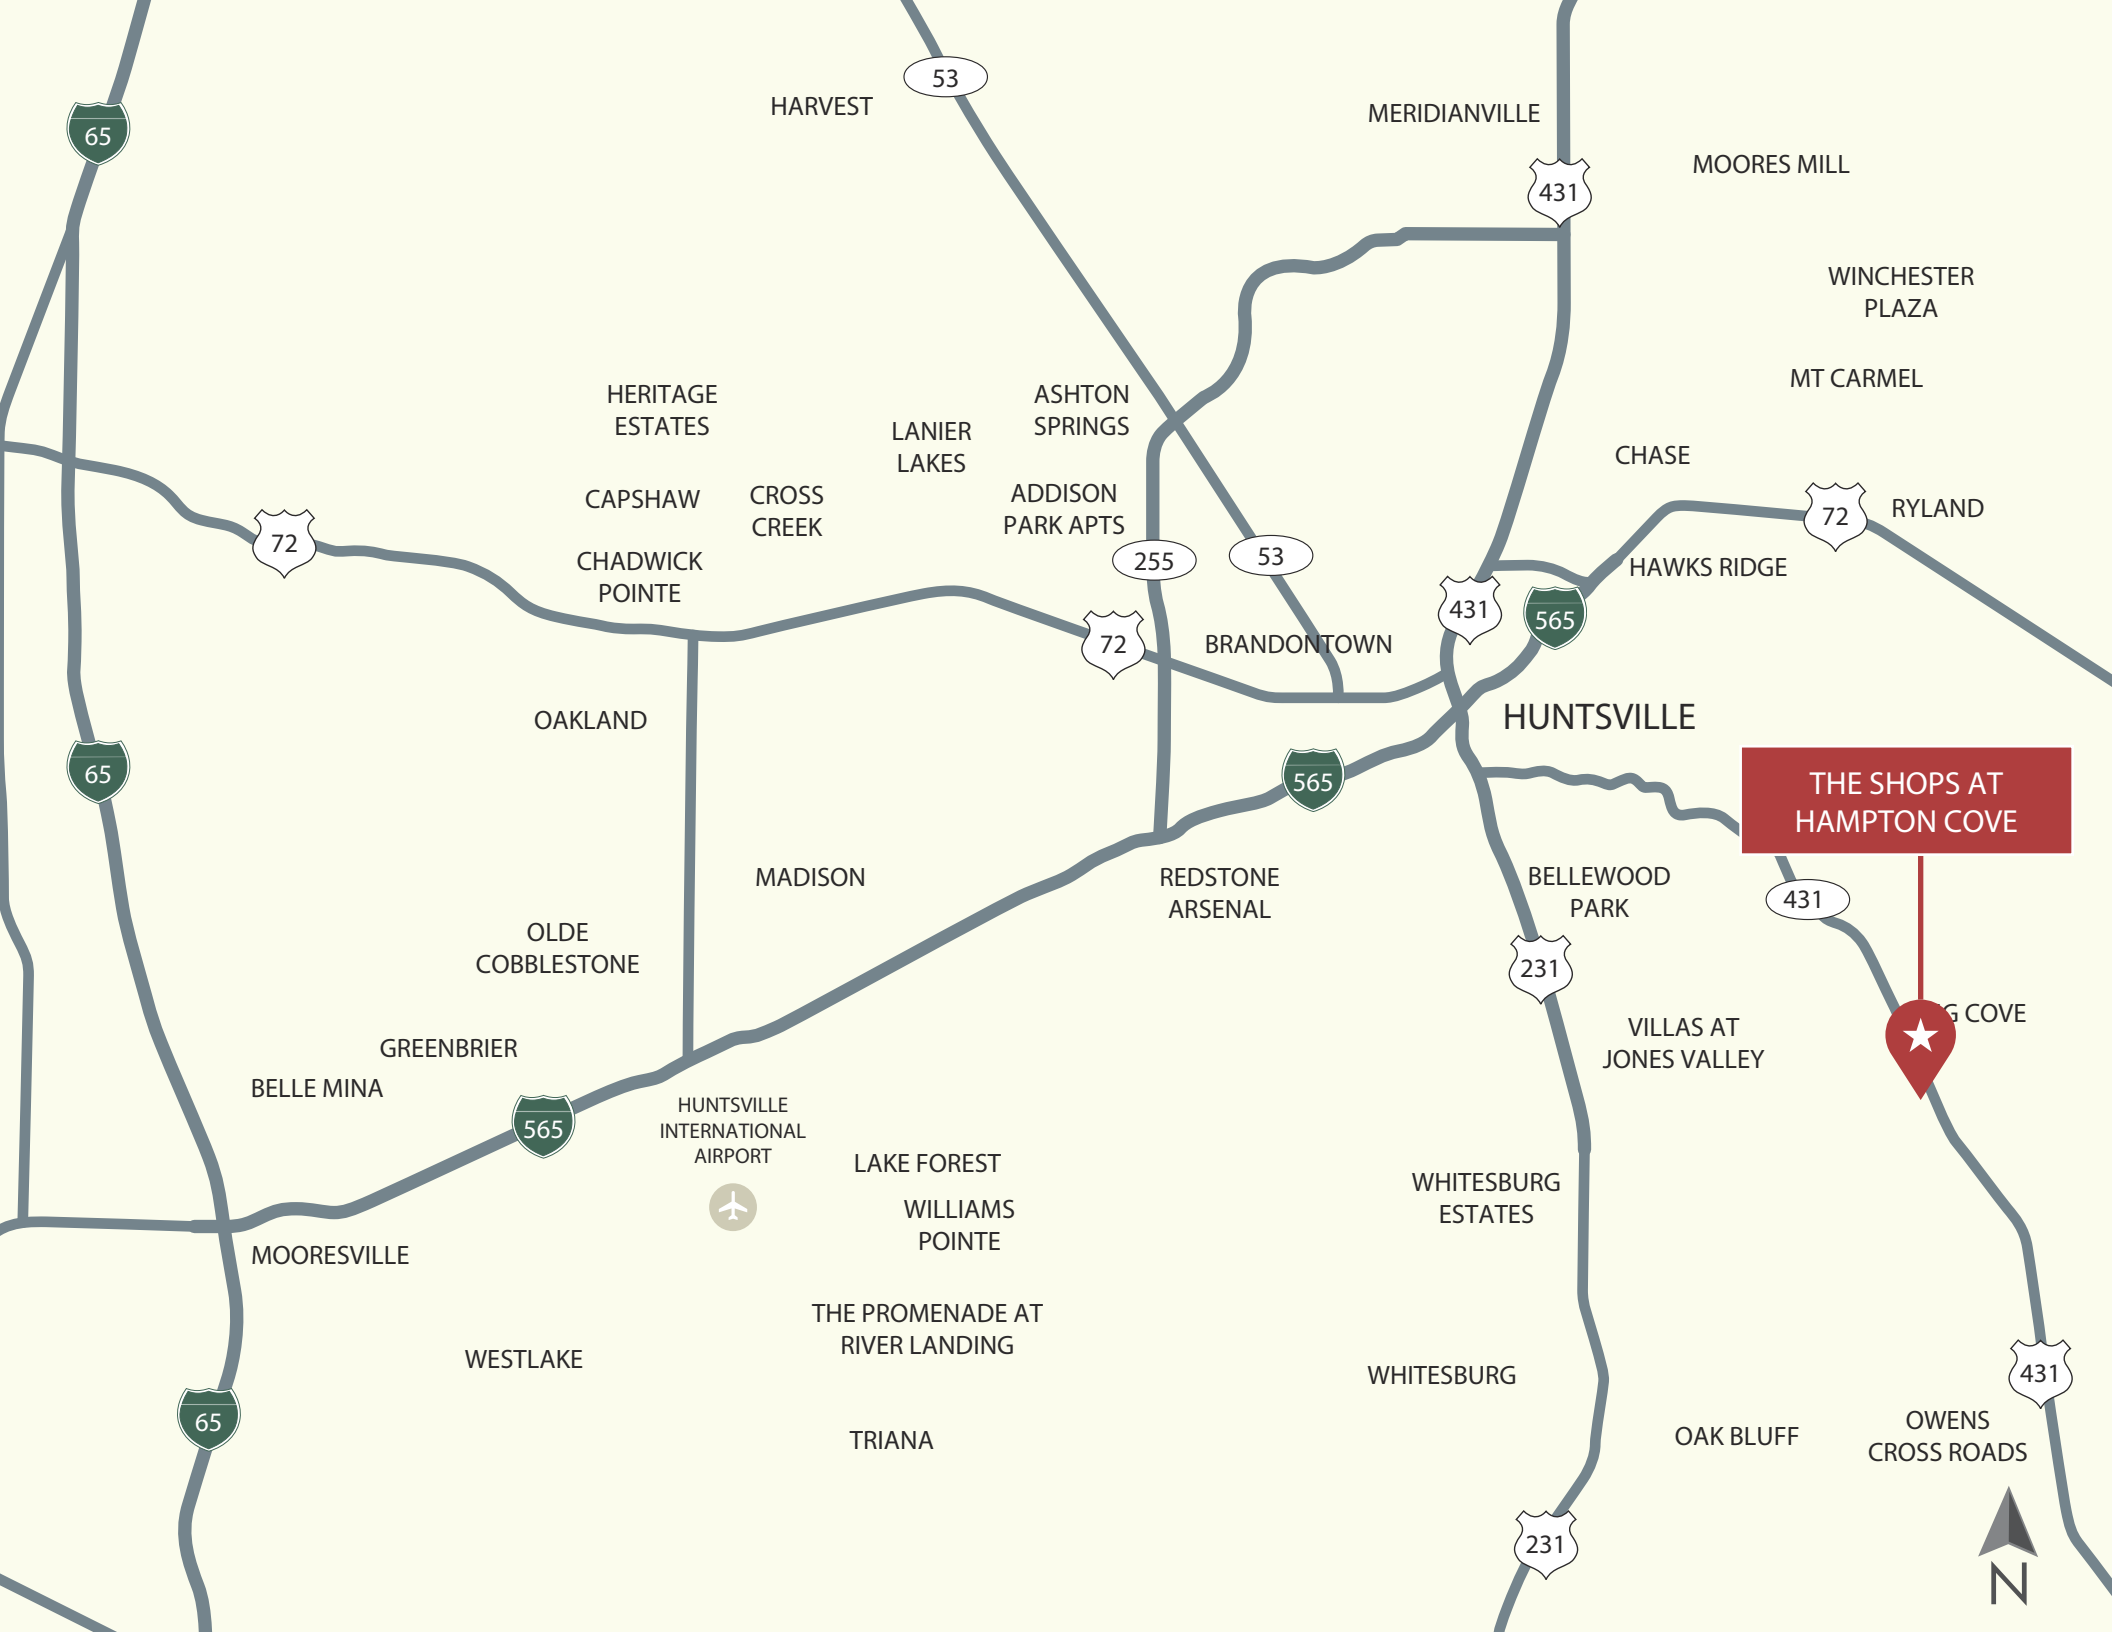 53
HARVEST
MERIDIANVILLE
65
MOORES MILL
431
WINCHESTER
PLAZA
MT CARMEL
HERITAGE
ESTATES
ASHTON
SPRINGS
LANIER
LAKES
CHASE
CAPSHAW
CROSS
CREEK
ADDISON
PARK APTS
72
RYLAND
72
CHADWICK
POINTE
255
53
HAWKS RIDGE
431
565
72
BRANDONTOWN
OAKLAND
HUNTSVILLE
65
565
THE SHOPS AT
HAMPTON COVE
MADISON
REDSTONE
ARSENAL
BELLEWOOD
PARK
431
OLDE
COBBLESTONE
231
COVE
VILLAS AT
JONES VALLEY
GREENBRIER
BELLE MINA
565
HUNTSVILLE
INTERNATIONAL
AIRPORT
LAKE FOREST
WHITESBURG
ESTATES
WILLIAMS
POINTE
MOORESVILLE
THE PROMENADE AT
RIVER LANDING
WESTLAKE
WHITESBURG
431
65
TRIANA
OAK BLUFF
OWENS
CROSS ROADS
231
N